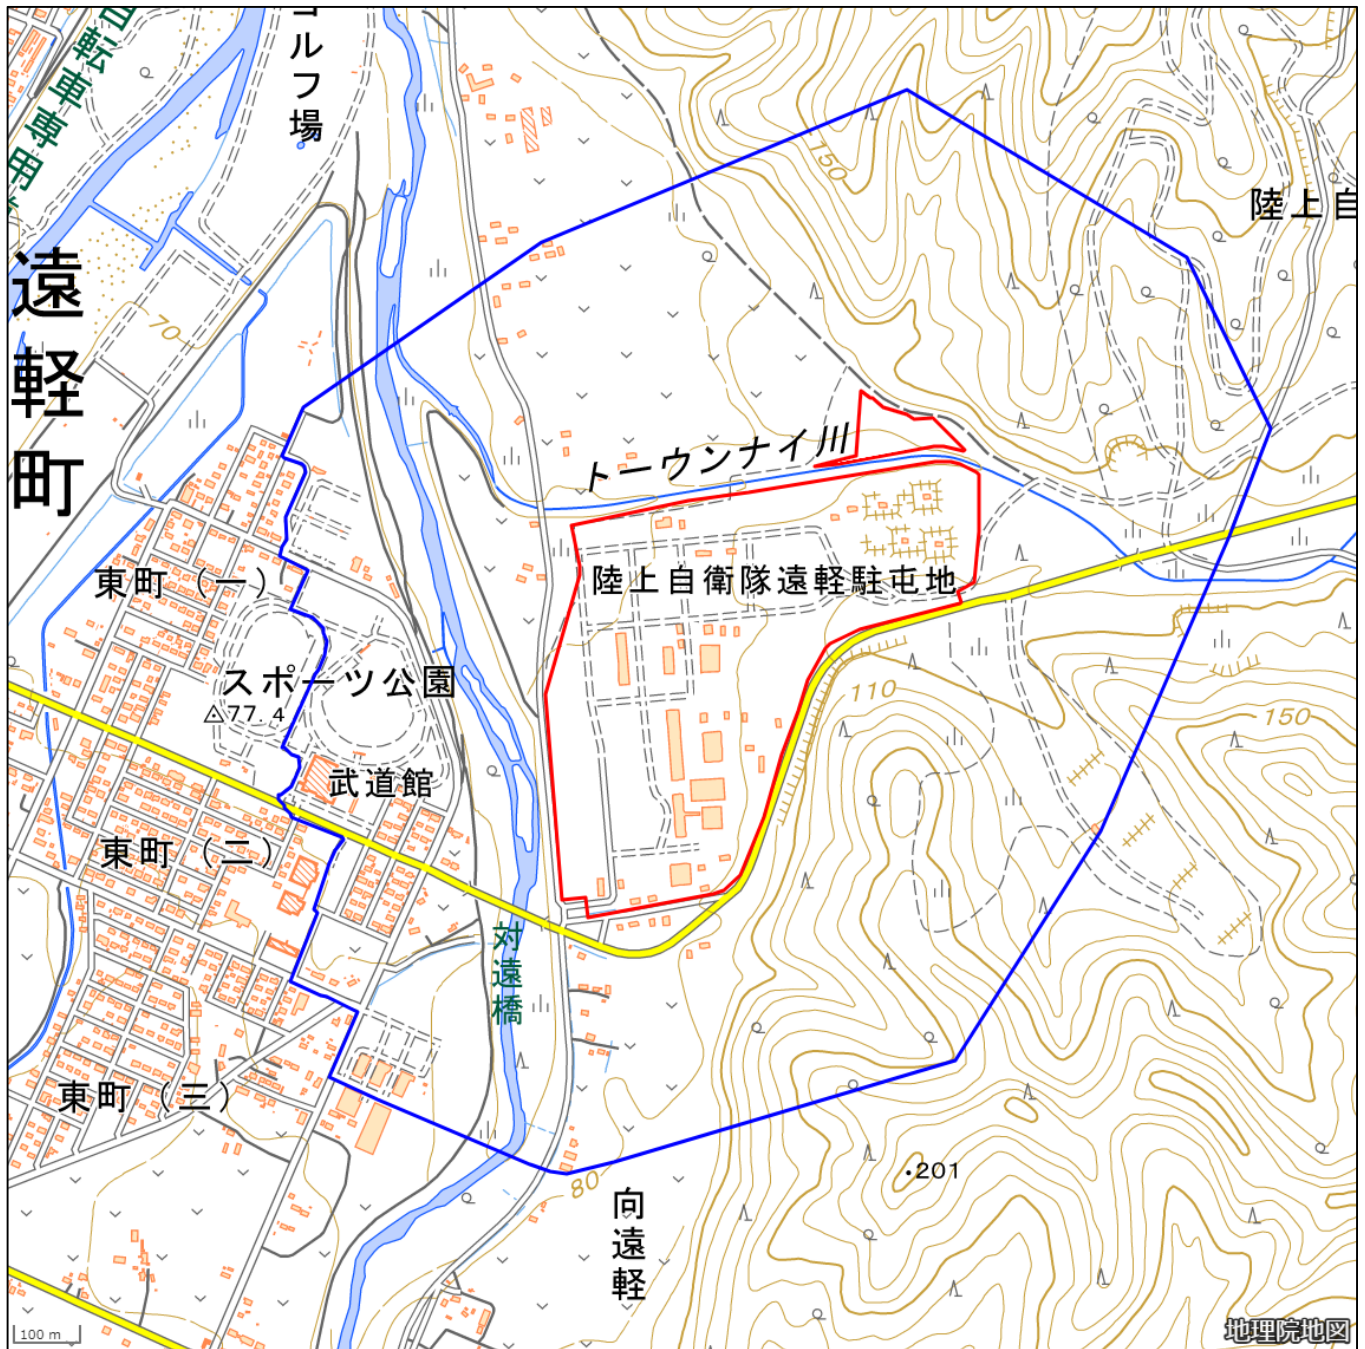 自転車専用
ゴルフ場
150
陸上自
遠軽町
70
トーウンナイ川
東町（一）
陸上自衛隊遠軽駐屯地
スポーツ公園
77.4
110
150
武道館
東町（二）
対遠橋
東町（三）
201
80
向遠軽
100 m
地理院地図